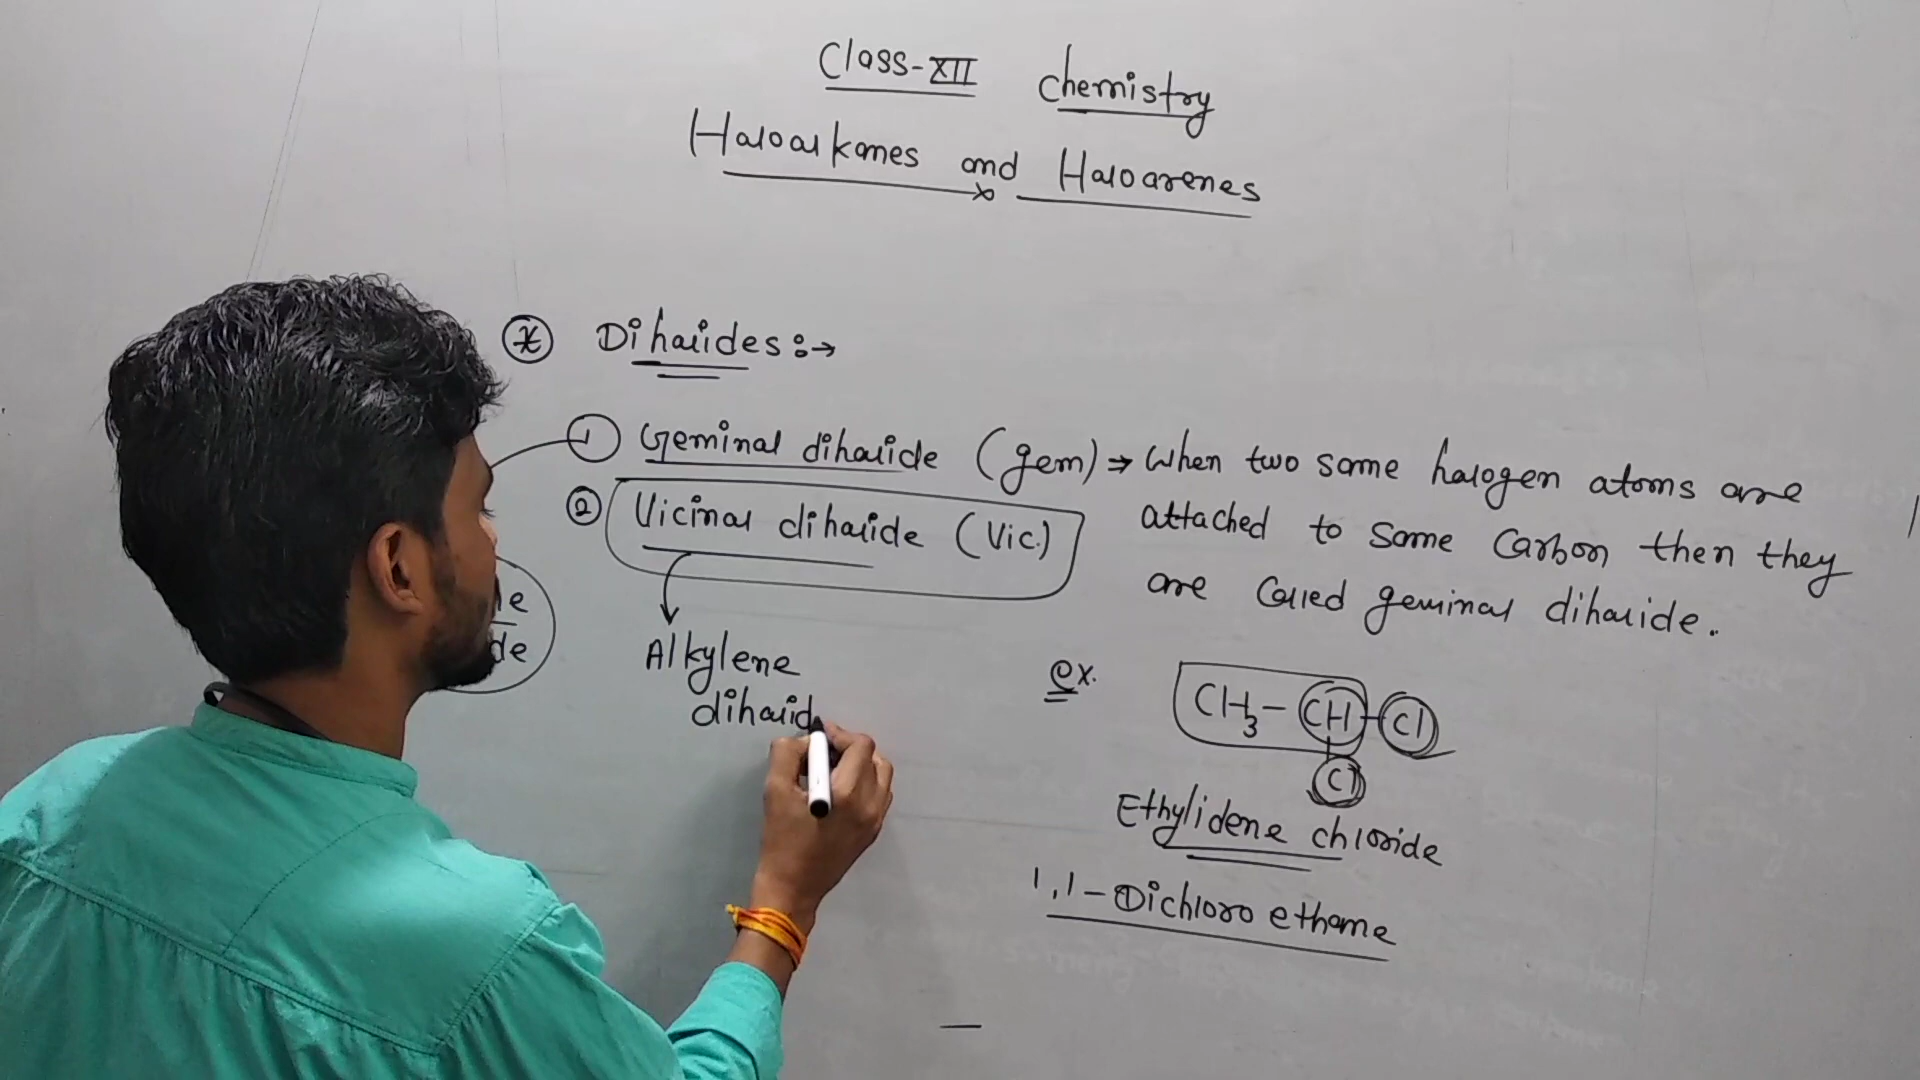 Class-XII Chemistry
Haloalkanes and Haloarenes
Dihalides :→
① Geminal dihalide (gem) ⇒ When two same halogen atoms are
attached to same carbon then they
are called geminal dihalide.
② Vicinal dihalide (Vic.)
Alkylene
dihalid
ex.
CH₃-CH-Cl
Cl
Ethylidene chloride
1,1-Dichloro ethane